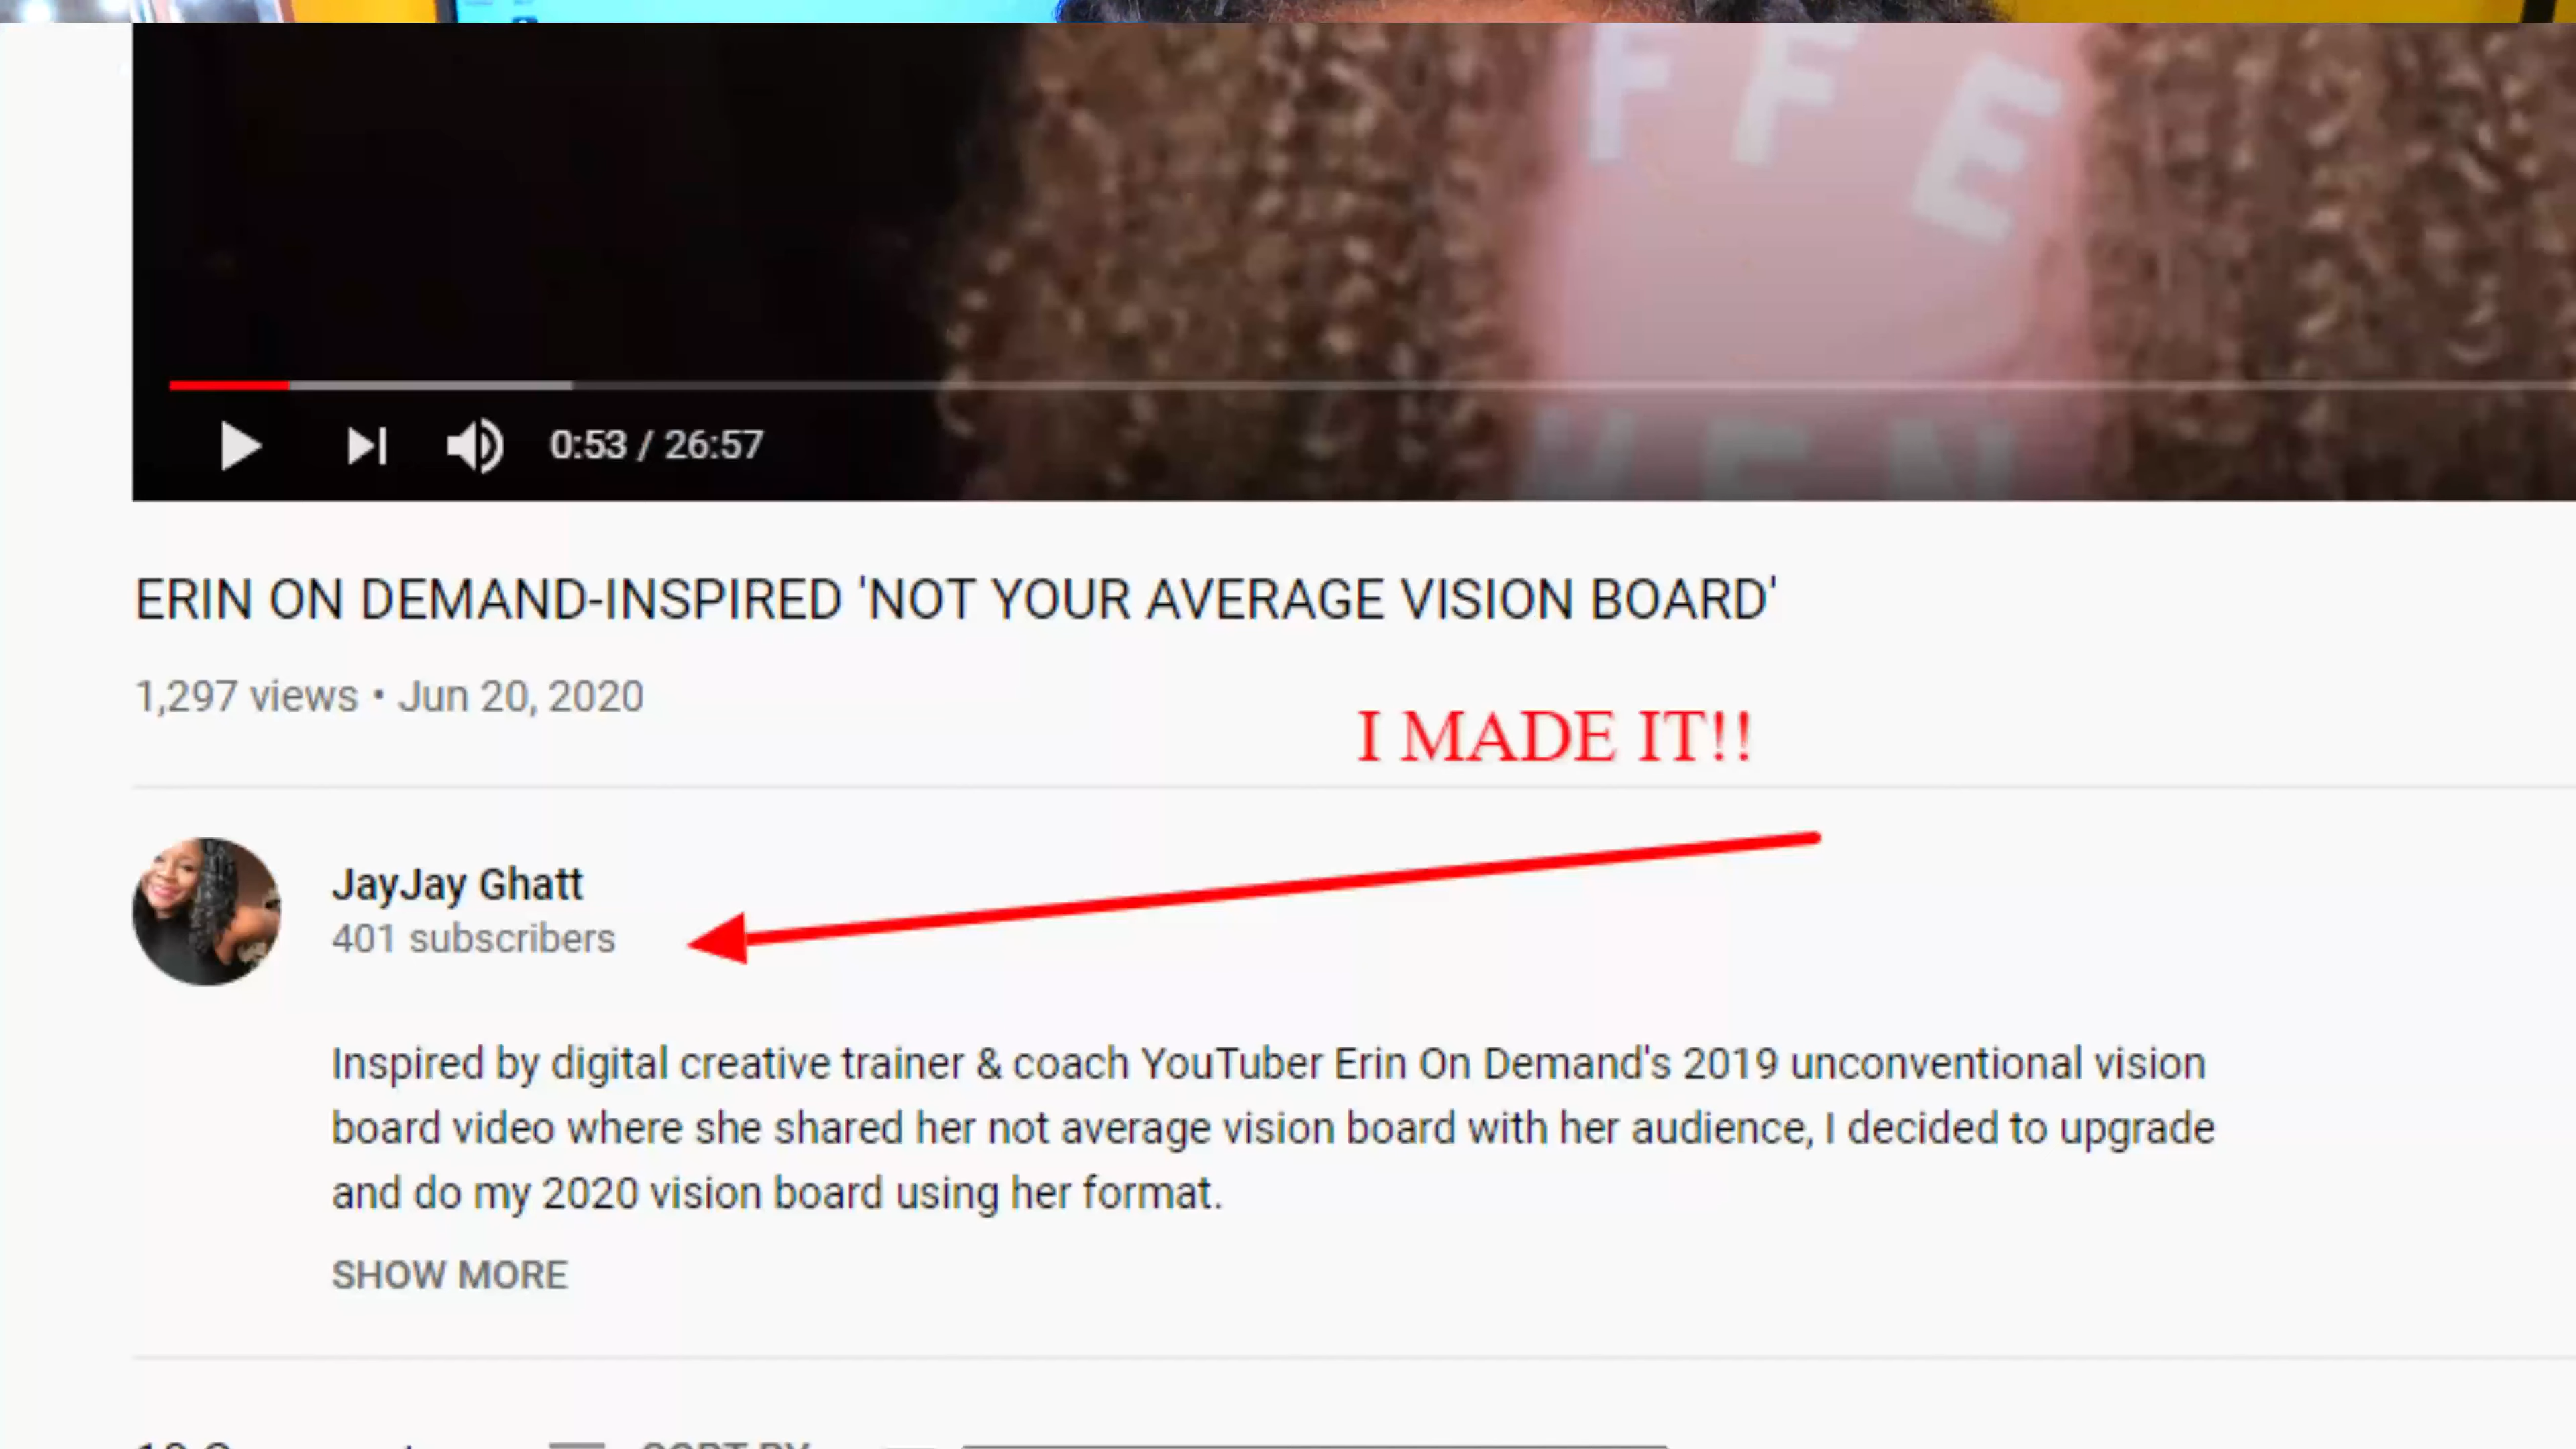 FFE
0:53 / 26:57
ERIN ON DEMAND-INSPIRED 'NOT YOUR AVERAGE VISION BOARD'
1,297 views • Jun 20, 2020
I MADE IT!!
JayJay Ghatt
401 subscribers
Inspired by digital creative trainer & coach YouTuber Erin On Demand's 2019 unconventional vision
board video where she shared her not average vision board with her audience, I decided to upgrade
and do my 2020 vision board using her format.
SHOW MORE
SORT BY